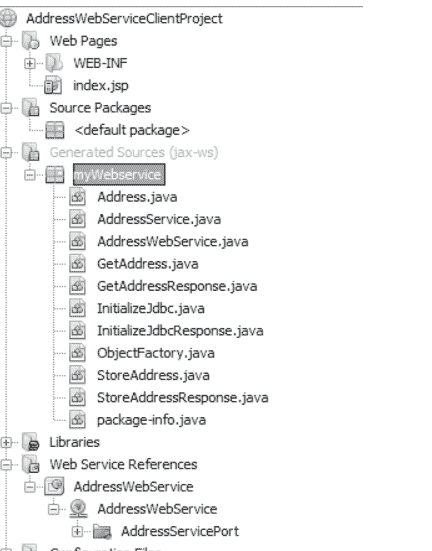 AddressWebServiceClientProject
Web Pages
WEB-INF
index.jsp
Source Packages
<default package>
Generated Sources (jax-ws)
myWebservice
Address.java
AddressService.java
AddressWebService.java
GetAddress.java
GetAddressResponse.java
InitializeJdbc.java
InitializeJdbcResponse.java
ObjectFactory.java
StoreAddress.java
StoreAddressResponse.java
package-info.java
Libraries
Web Service References
AddressWebService
AddressWebService
AddressServicePort